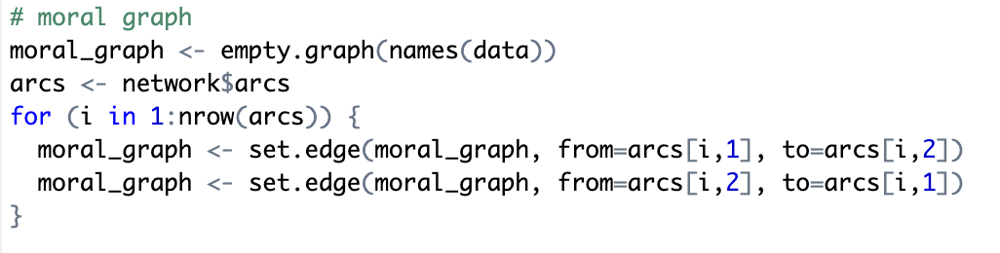 # moral graph
moral_graph <- empty.graph(names(data))
arcs <- network$arcs
for (i in 1:nrow(arcs)) {
  moral_graph <- set.edge(moral_graph, from=arcs[i,1], to=arcs[i,2])
  moral_graph <- set.edge(moral_graph, from=arcs[i,2], to=arcs[i,1])
}